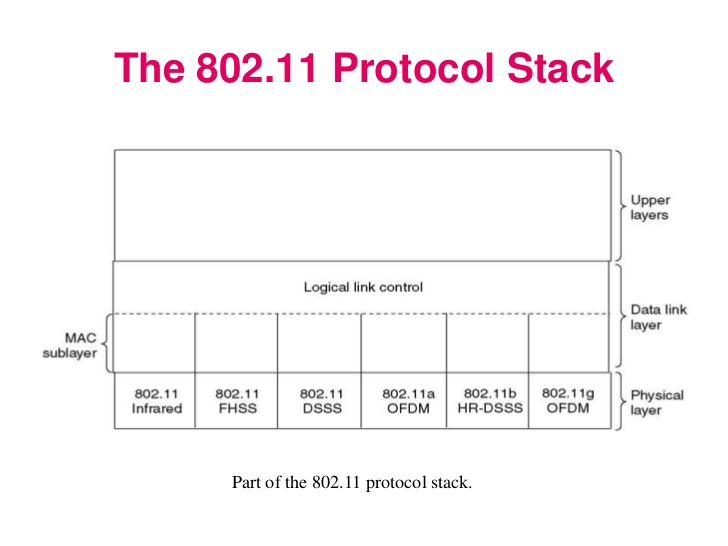 The 802.11 Protocol Stack
Upper
layers
Logical link control
Data link
layer
MAC
sublayer
802.11
Infrared
802.11
FHSS
802.11
DSSS
802.11a
OFDM
802.11b
HR-DSSS
802.11g
OFDM
Physical
layer
Part of the 802.11 protocol stack.